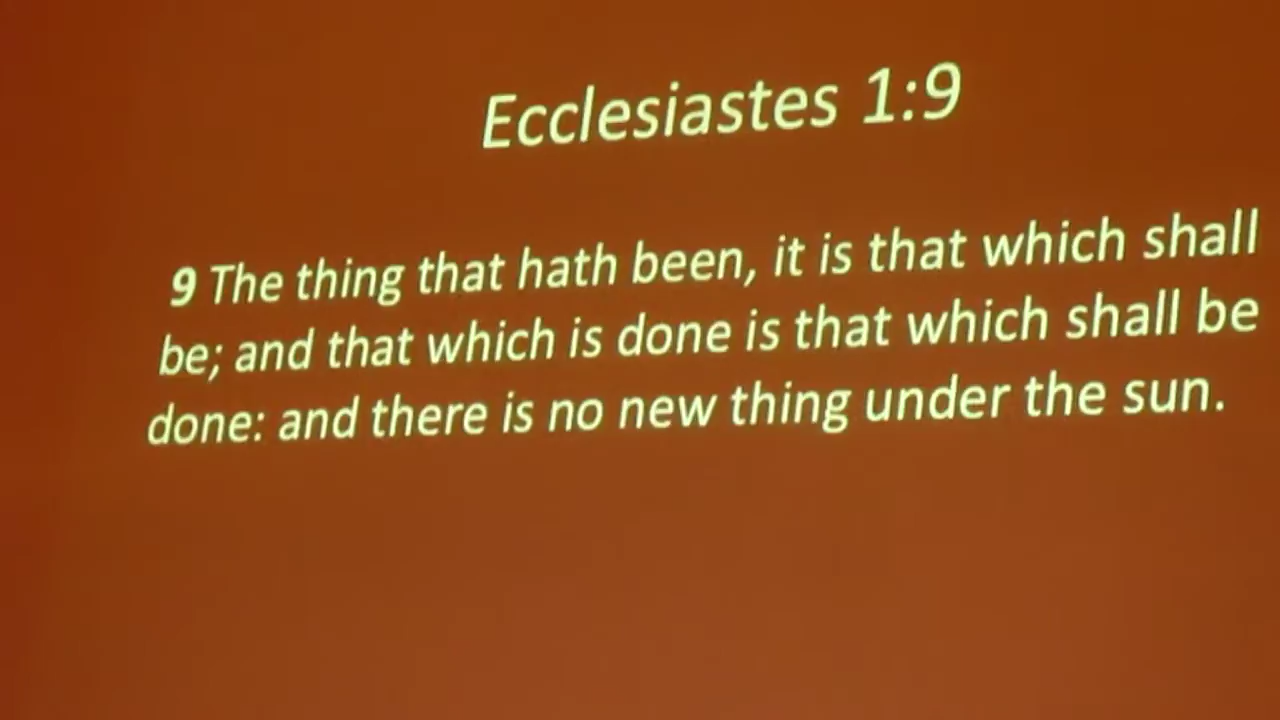 Ecclesiastes 1:9
9 The thing that hath been, it is that which shall
be; and that which is done is that which shall be
done: and there is no new thing under the sun.